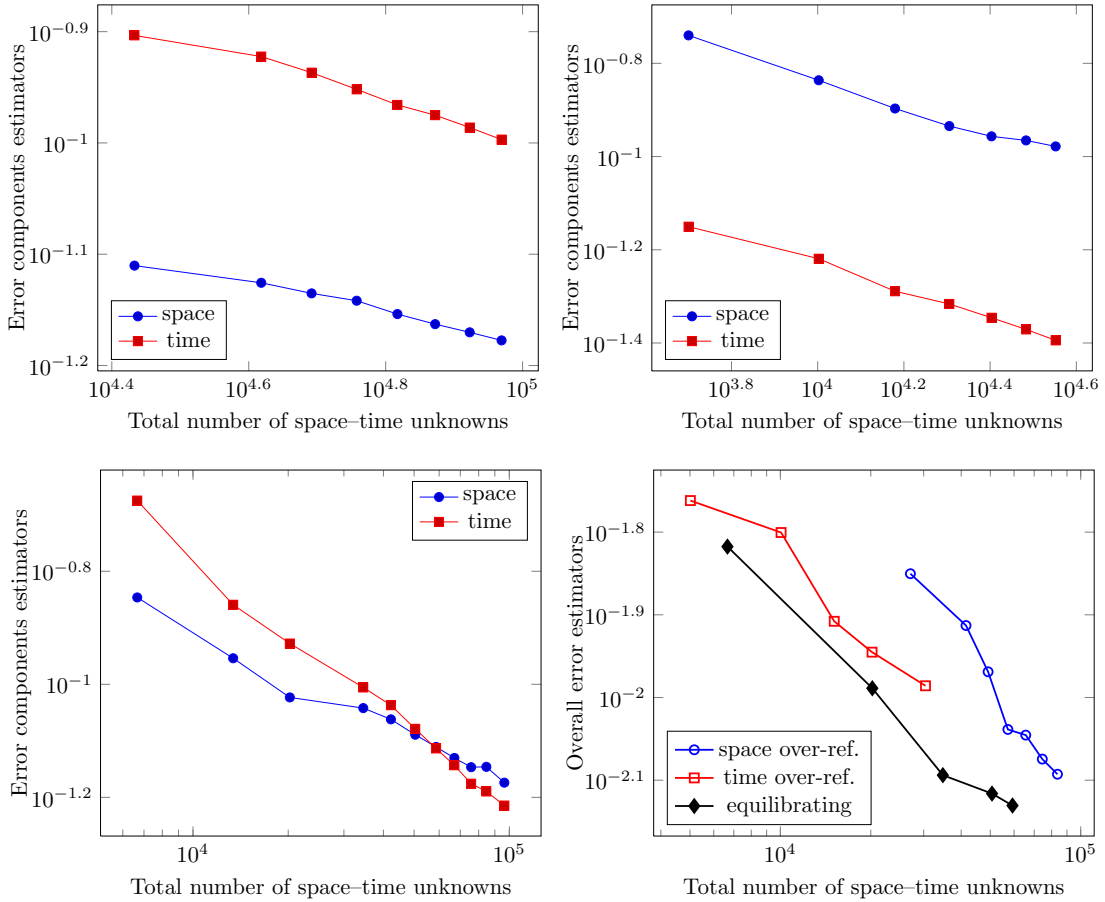 10^−0.9
10^−1
10^−1.1
10^−1.2
Error components estimators
space
time
10^4.4
10^4.6
10^4.8
10^5
Total number of space–time unknowns
10^−0.8
10^−1
10^−1.2
10^−1.4
Error components estimators
space
time
10^3.8
10^4
10^4.2
10^4.4
10^4.6
Total number of space–time unknowns
10^−0.8
10^−1
10^−1.2
Error components estimators
space
time
10^4
10^5
Total number of space–time unknowns
10^−1.8
10^−1.9
10^−2
10^−2.1
Overall error estimators
space over-ref.
time over-ref.
equilibrating
10^4
10^5
Total number of space–time unknowns